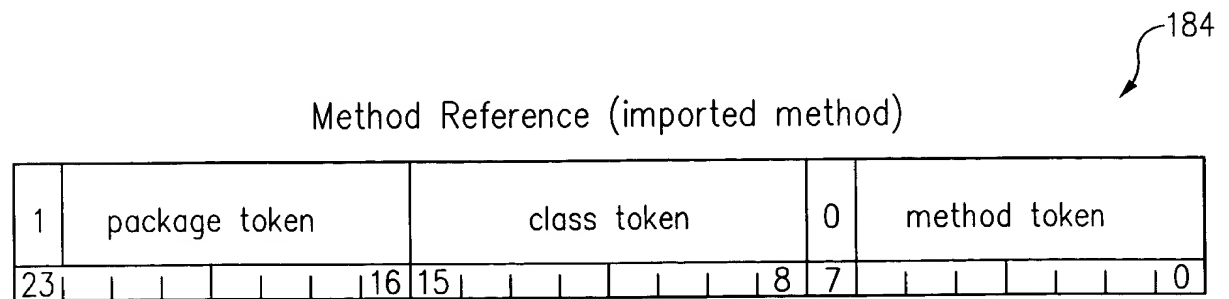 184
Method Reference (imported method)
1 package token class token 0 method token
23 16 15 8 7 0